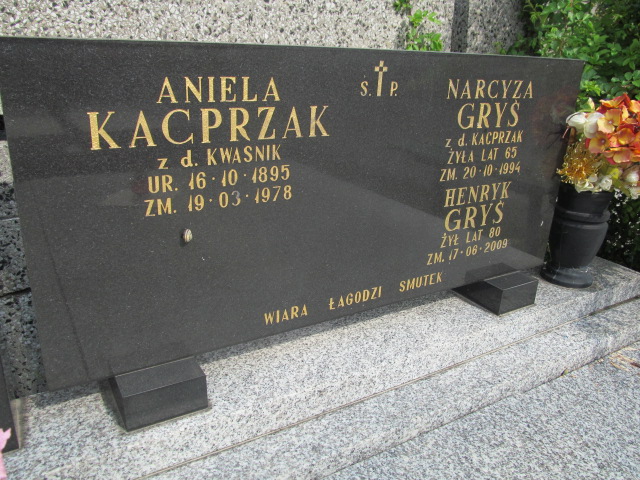 ANIELA
KACPRZAK
z d. KWAŚNIK
UR. 16·10·1895
ZM. 19·03·1978
Ś. P.
NARCYZA
GRYŚ
z d. KACPRZAK
ŻYŁA LAT 65
ZM. 20·10·1994
HENRYK
GRYŚ
ŻYŁ LAT 80
ZM. 17·06·2009
WIARA ŁAGODZI SMUTEK